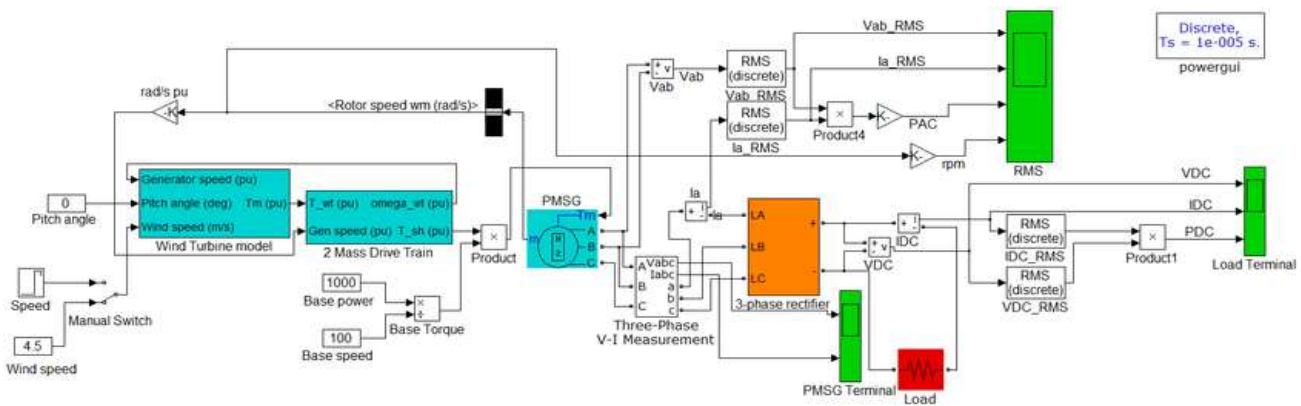 Discrete,
Ts = 1e-005 s.
powergui
Vab_RMS
Ia_RMS
RMS
(discrete)
Vab_RMS
Vab
Vab
+
-
v
RMS
(discrete)
Ia_RMS
×
Product4
K-
PAC
K-
rpm
RMS
rad/s pu
-K
<Rotor speed wm (rad/s)>
0
Pitch angle
Generator speed (pu)
Pitch angle (deg)
Tm (pu)
Wind speed (m/s)
Wind Turbine model
T_wt (pu)
omega_wt (pu)
Gen speed (pu)
T_sh (pu)
2 Mass Drive Train
×
Product
PMSG
Tm
m
A
B
C
N
S
Speed
Manual Switch
4.5
Wind speed
1000
Base power
100
Base speed
×
÷
Base Torque
A
B
C
Vabc
Iabc
a
b
c
Three-Phase
V-I Measurement
Ia
+
-
i
Ia
LA
LB
LC
+
-
3-phase rectifier
+
-
i
IDC
+
-
v
VDC
RMS
(discrete)
IDC_RMS
RMS
(discrete)
VDC_RMS
×
Product1
VDC
IDC
PDC
Load Terminal
PMSG Terminal
Load